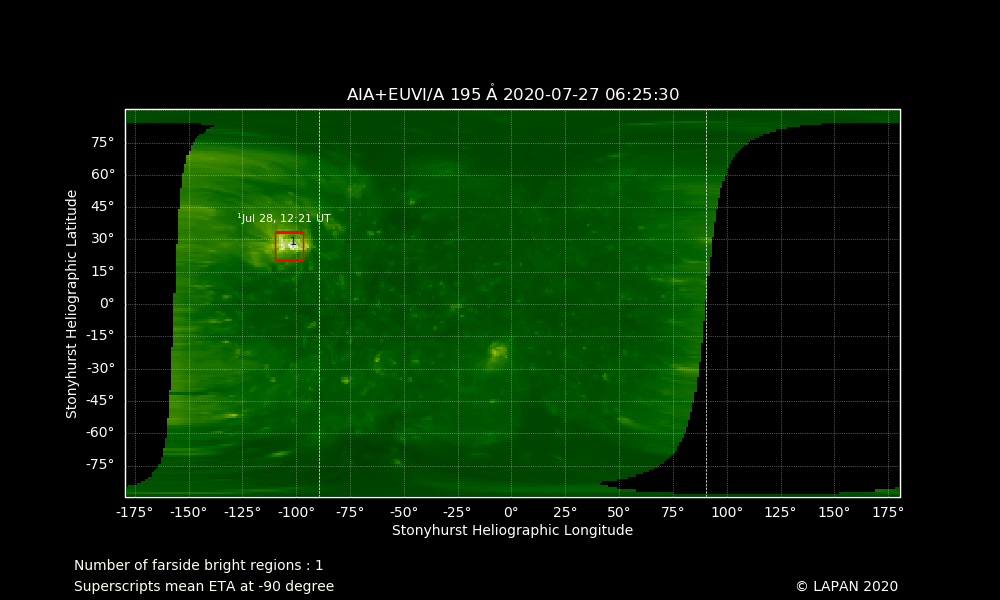 AIA+EUVI/A 195 Å 2020-07-27 06:25:30
Stonyhurst Heliographic Latitude
75°
60°
45°
30°
15°
0°
-15°
-30°
-45°
-60°
-75°
¹Jul 28, 12:21 UT
1
-175° -150° -125° -100° -75° -50° -25° 0° 25° 50° 75° 100° 125° 150° 175°
Stonyhurst Heliographic Longitude
Number of farside bright regions : 1
Superscripts mean ETA at -90 degree
© LAPAN 2020